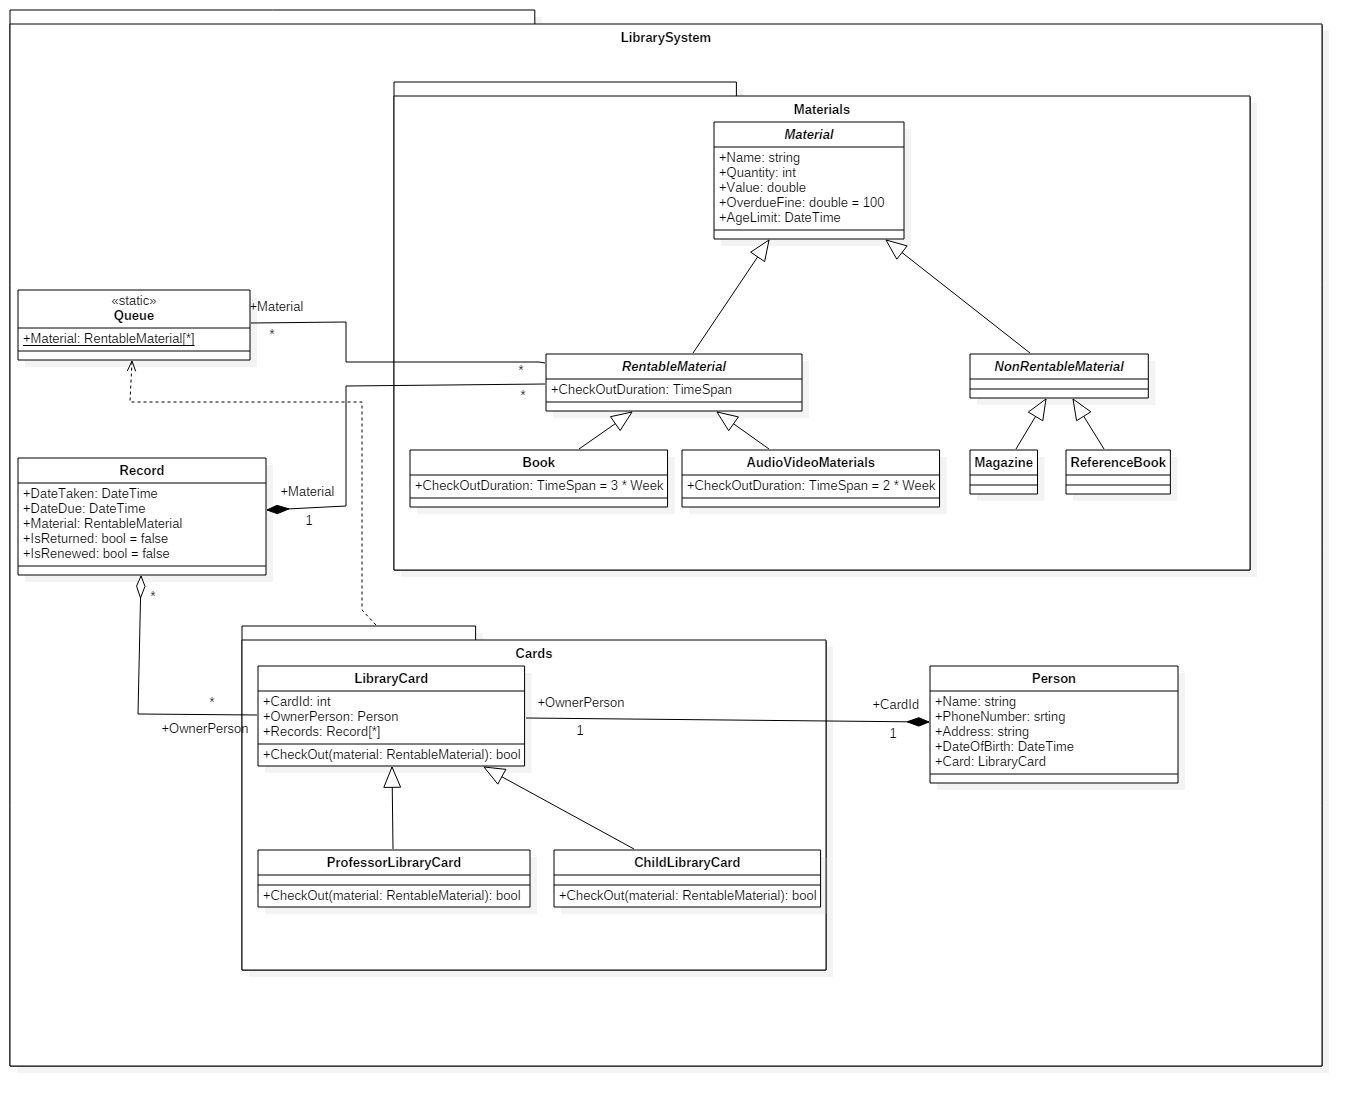 LibrarySystem
Materials
Material
+Name: string
+Quantity: int
+Value: double
+OverdueFine: double = 100
+AgeLimit: DateTime
«static»
Queue
+Material: RentableMaterial[*]
+Material
*
*
*
RentableMaterial
+CheckOutDuration: TimeSpan
NonRentableMaterial
Book
+CheckOutDuration: TimeSpan = 3 * Week
AudioVideoMaterials
+CheckOutDuration: TimeSpan = 2 * Week
Magazine
ReferenceBook
Record
+DateTaken: DateTime
+DateDue: DateTime
+Material: RentableMaterial
+IsReturned: bool = false
+IsRenewed: bool = false
+Material
1
*
*
+OwnerPerson
Cards
LibraryCard
+CardId: int
+OwnerPerson: Person
+Records: Record[*]
+CheckOut(material: RentableMaterial): bool
+OwnerPerson
1
+CardId
1
Person
+Name: string
+PhoneNumber: srting
+Address: string
+DateOfBirth: DateTime
+Card: LibraryCard
ProfessorLibraryCard
+CheckOut(material: RentableMaterial): bool
ChildLibraryCard
+CheckOut(material: RentableMaterial): bool